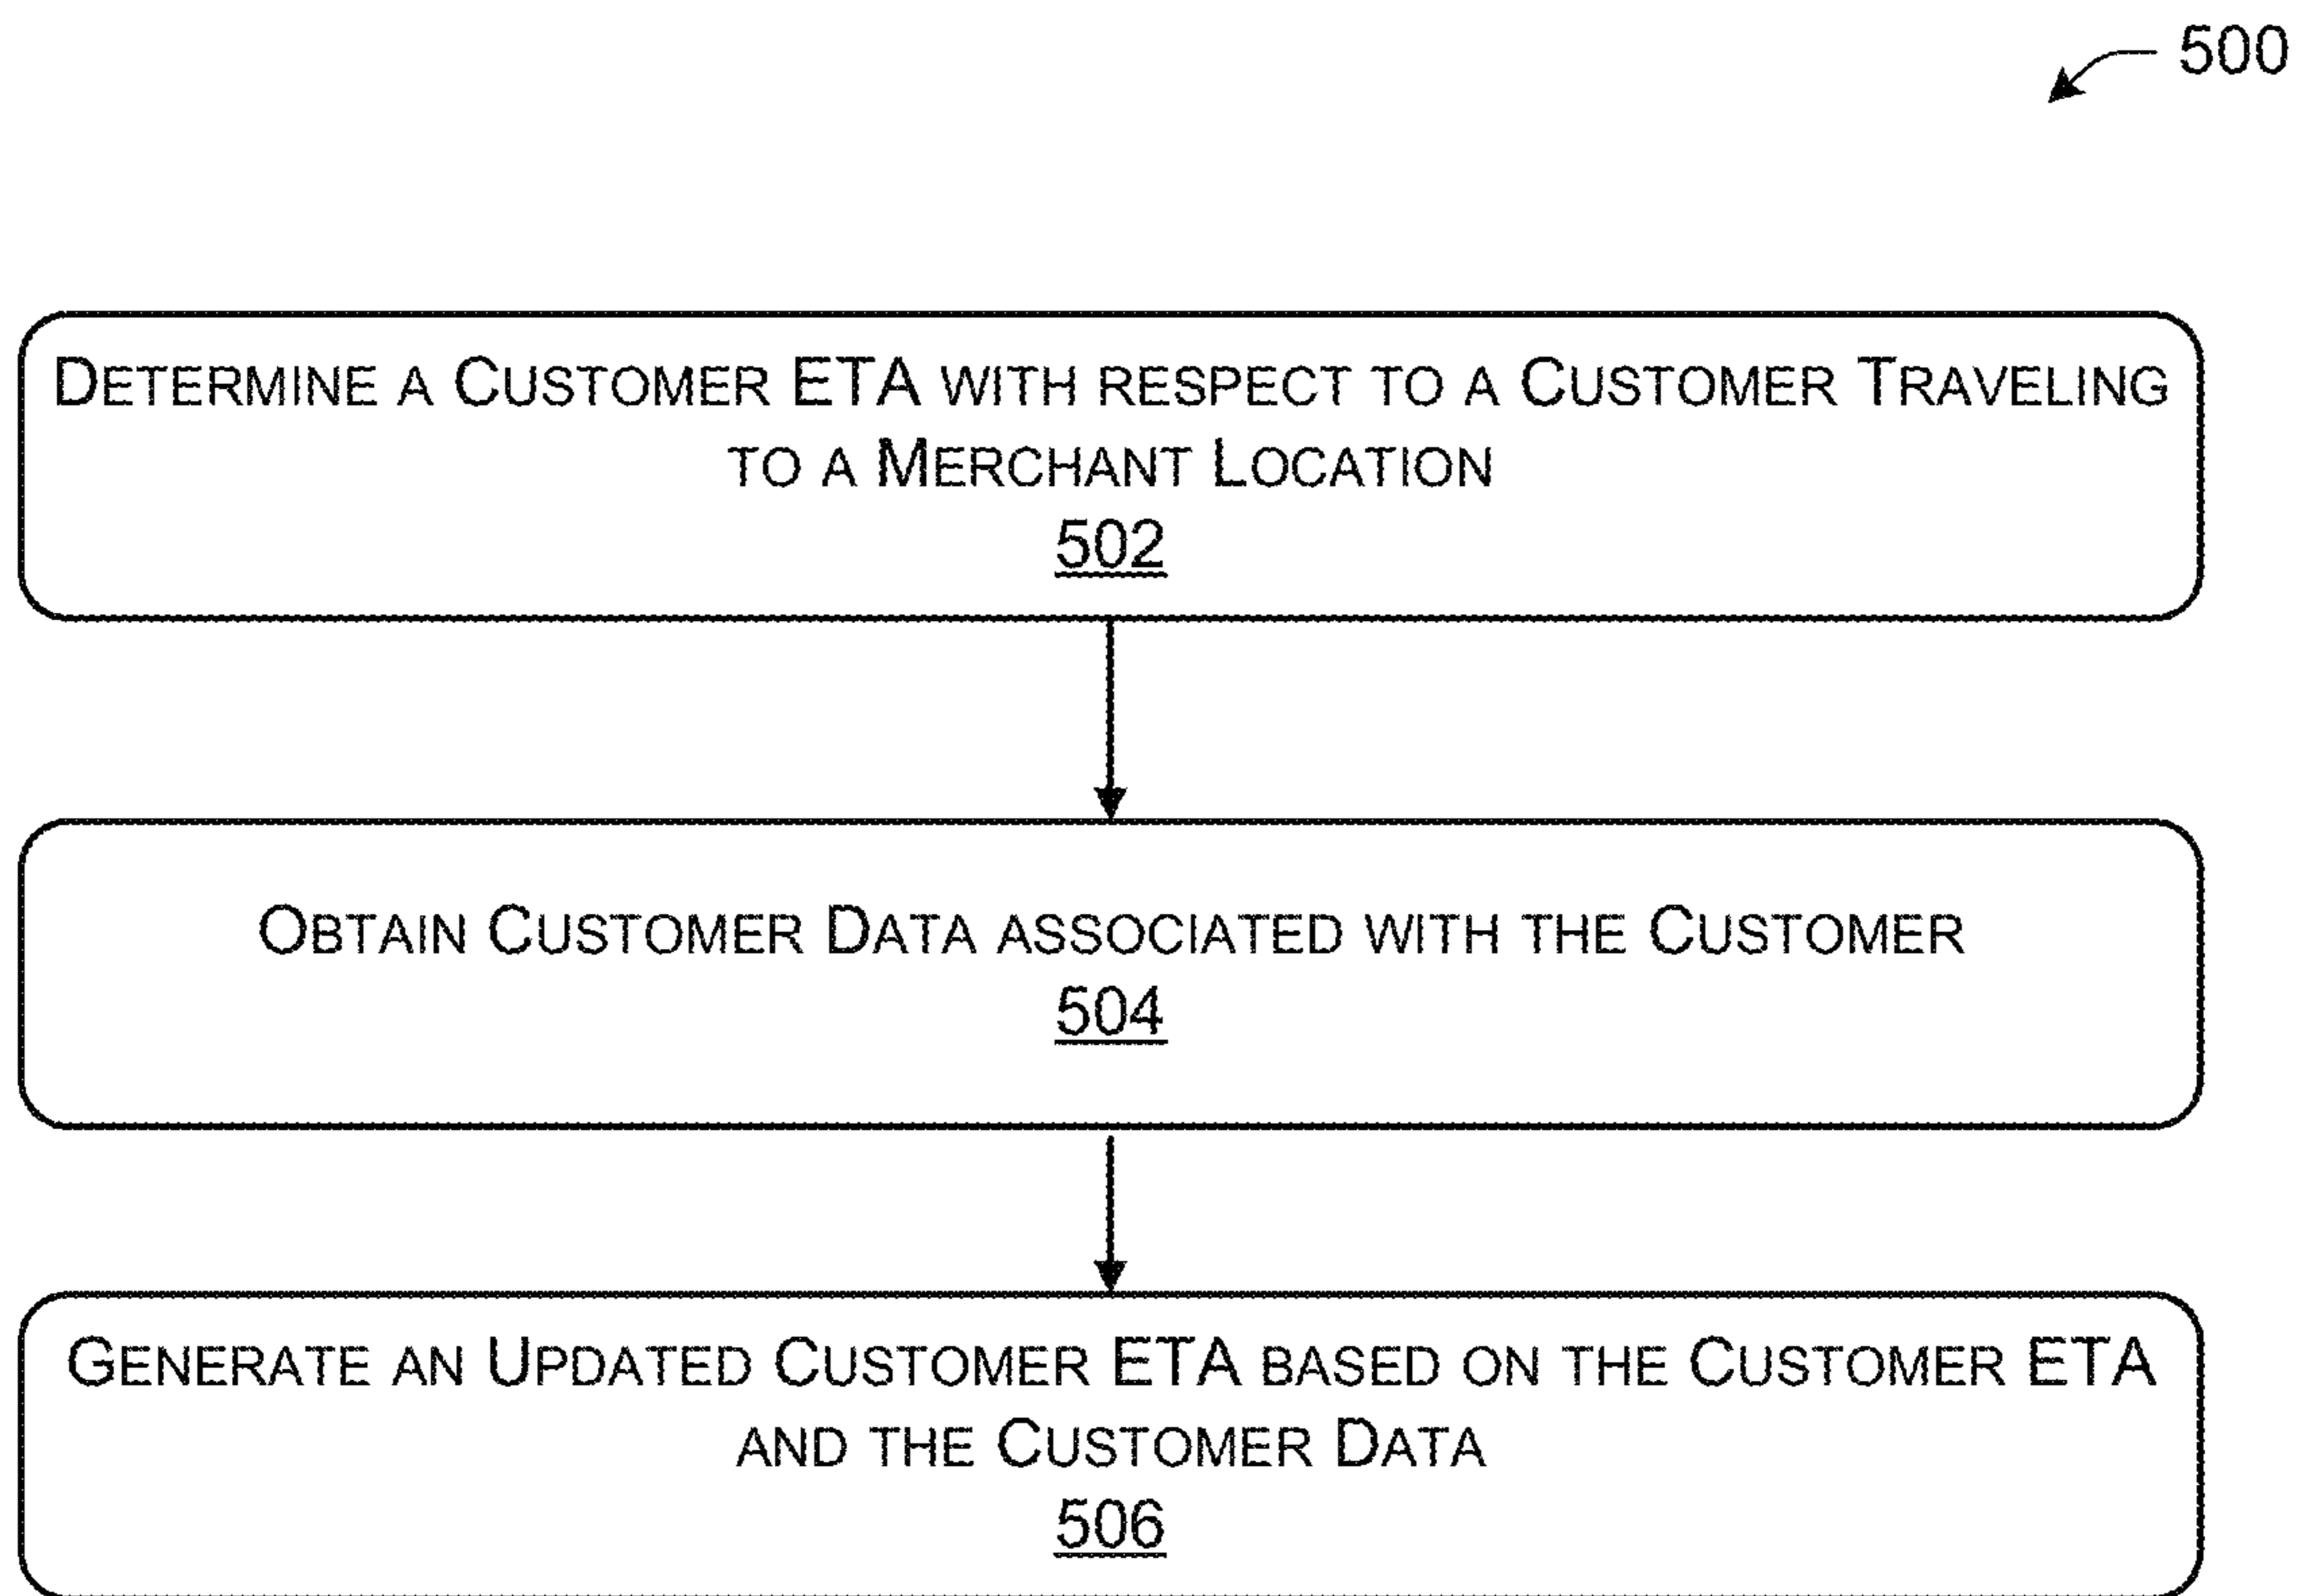 500
DETERMINE A CUSTOMER ETA WITH RESPECT TO A CUSTOMER TRAVELING
TO A MERCHANT LOCATION
502
OBTAIN CUSTOMER DATA ASSOCIATED WITH THE CUSTOMER
504
GENERATE AN UPDATED CUSTOMER ETA BASED ON THE CUSTOMER ETA
AND THE CUSTOMER DATA
506